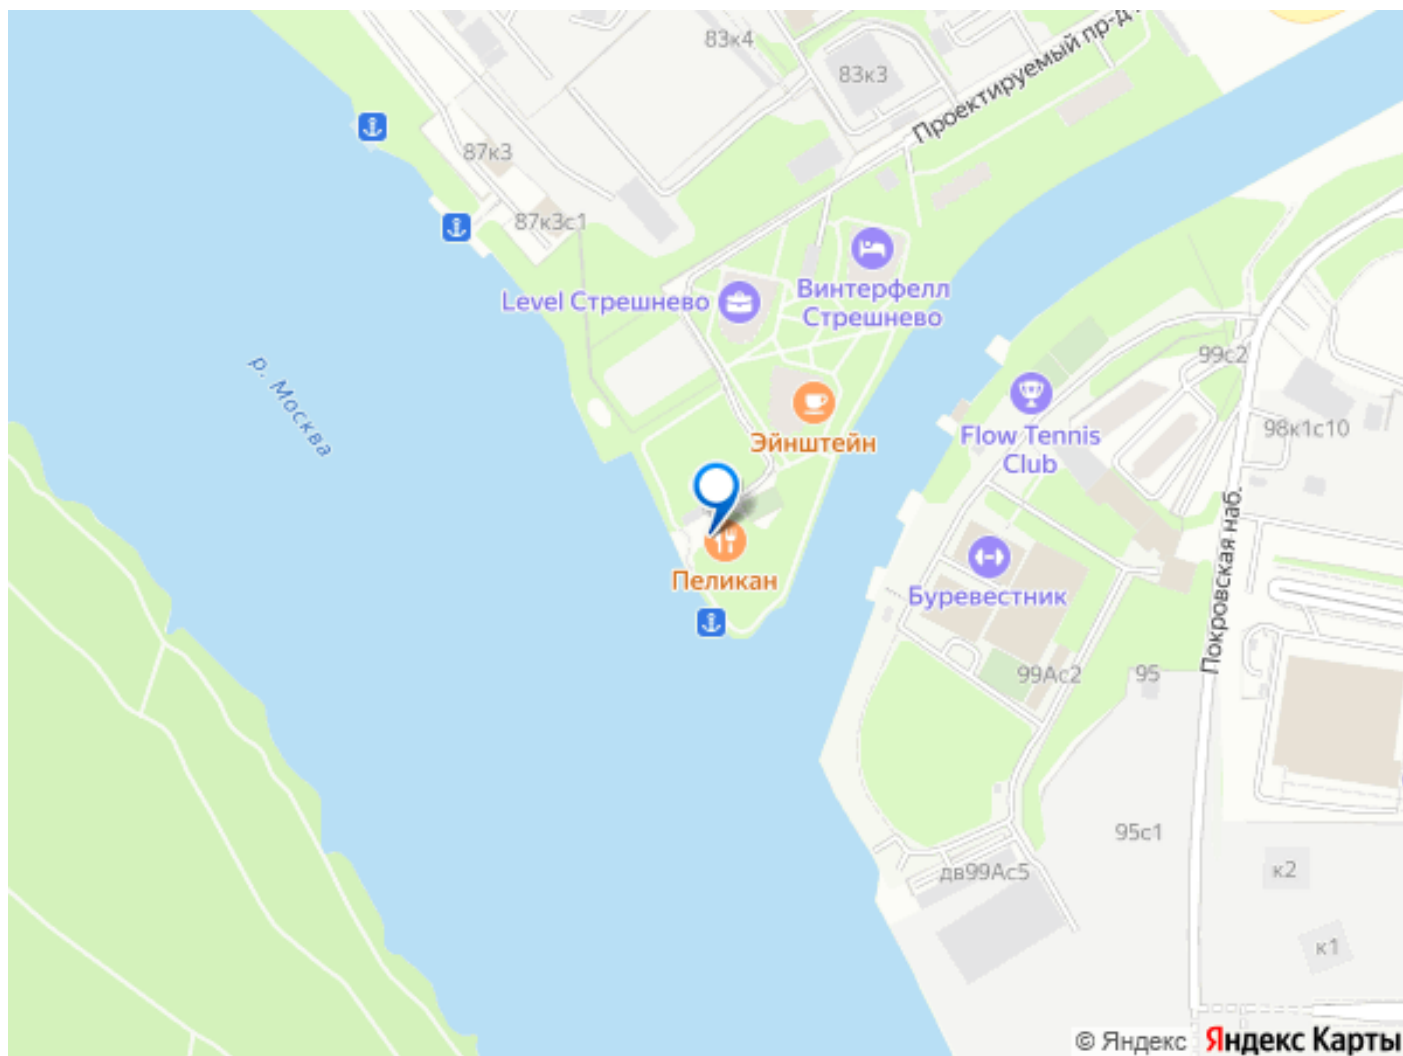 83к4
83к3
Проектируемый пр-д
87к3
87к3с1
Level Стрешнево
Винтерфелл
Стрешнево
р. Москва
99с2
Эйнштейн
Flow Tennis
Club
98к1с10
Пеликан
Буревестник
Покровская наб.
99Ас2
95
95с1
дв99Ас5
к2
к1
© Яндекс Яндекс Карты